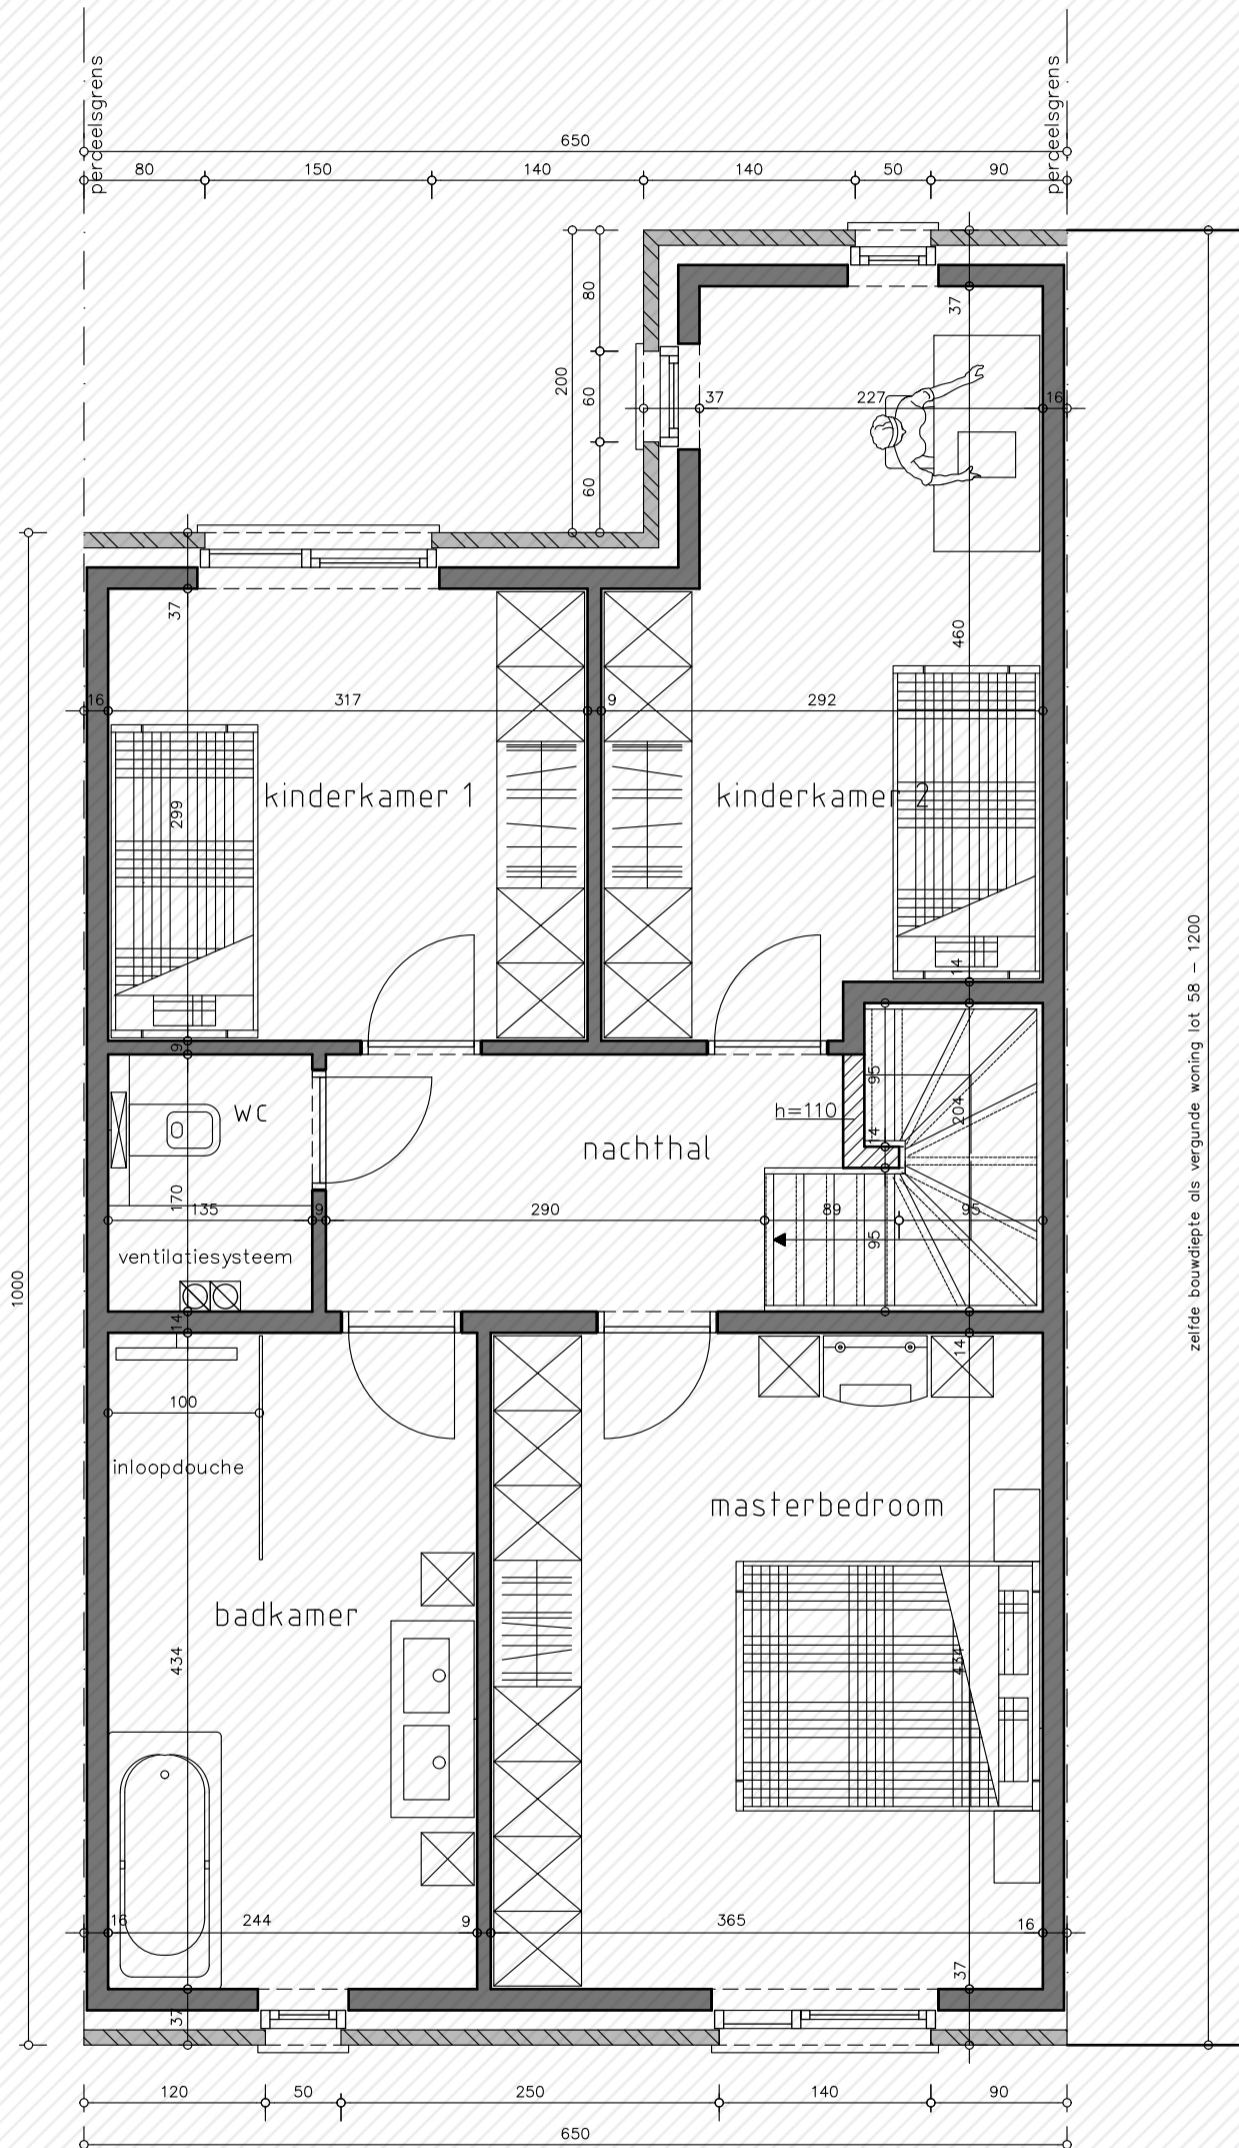 perceelsgrens
perceelsgrens
650
80 150 140 140 50 90
80
200
60
60
37
37 227 16
37
460
16 317 9 292
299
kinderkamer 1
kinderkamer 2
14
9
WC
h=110
95
204
14
nachthal
170
135 9 290 89 95
95
ventilatiesysteem
14
14
100
inloopdouche
masterbedroom
badkamer
434
434
16 244 9 365 16
37
37
120 50 250 140 90
650
1000
zelfde bouwdiepte als vergunde woning lot 58 - 1200